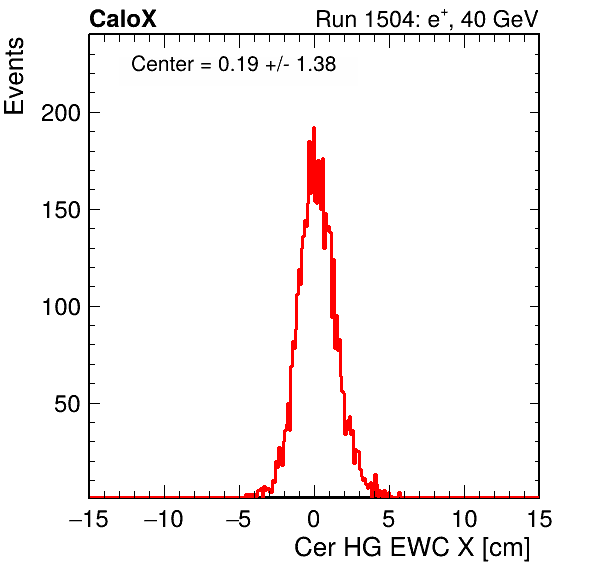 CaloX Run 1504: e⁺, 40 GeV
Center = 0.19 +/- 1.38
Events
200
150
100
50
−15 −10 −5 0 5 10 15
Cer HG EWC X [cm]